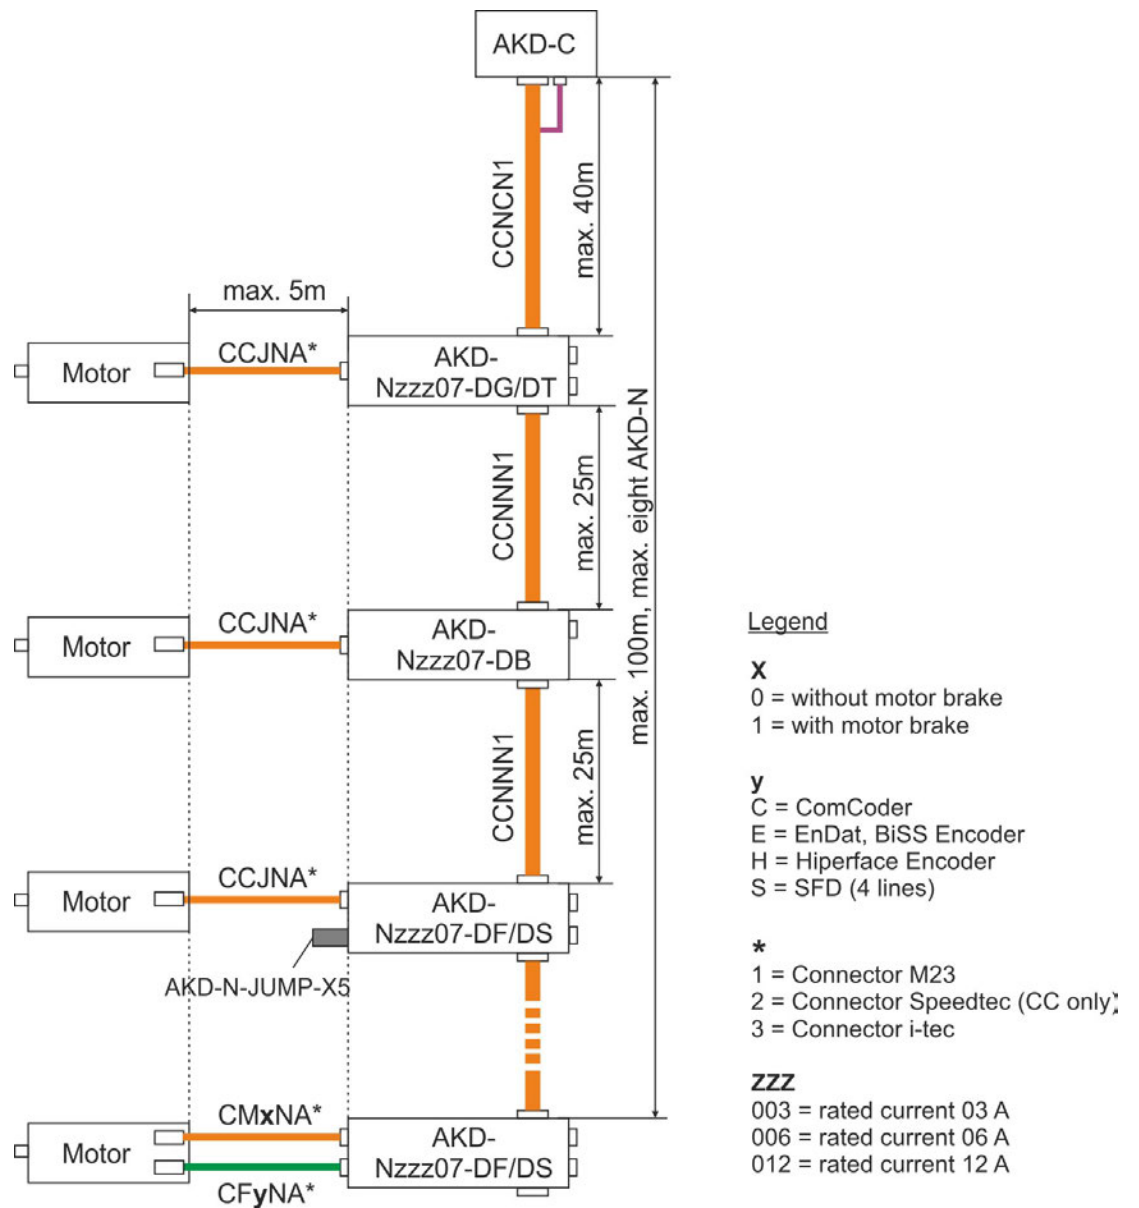 AKD-C
CCNCN1
max. 40m
max. 5m
Motor
CCJNA*
AKD-
Nzzz07-DG/DT
CCNNN1
max. 25m
max. 100m, max. eight AKD-N
Motor
CCJNA*
AKD-
Nzzz07-DB
CCNNN1
max. 25m
Motor
CCJNA*
AKD-
Nzzz07-DF/DS
AKD-N-JUMP-X5
Motor
CMxNA*
CFyNA*
AKD-
Nzzz07-DF/DS
Legend
X
0 = without motor brake
1 = with motor brake
y
C = ComCoder
E = EnDat, BiSS Encoder
H = Hiperface Encoder
S = SFD (4 lines)
*
1 = Connector M23
2 = Connector Speedtec (CC only)
3 = Connector i-tec
zzz
003 = rated current 03 A
006 = rated current 06 A
012 = rated current 12 A